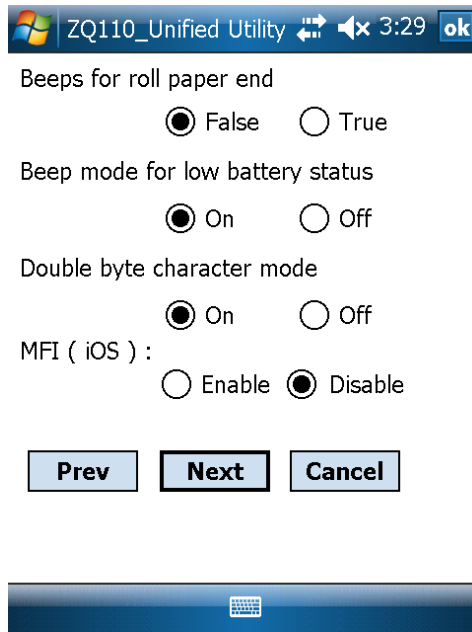 ZQ110_Unified Utility 3:29 ok
Beeps for roll paper end
False True
Beep mode for low battery status
On Off
Double byte character mode
On Off
MFI ( iOS ) :
Enable Disable
Prev Next Cancel